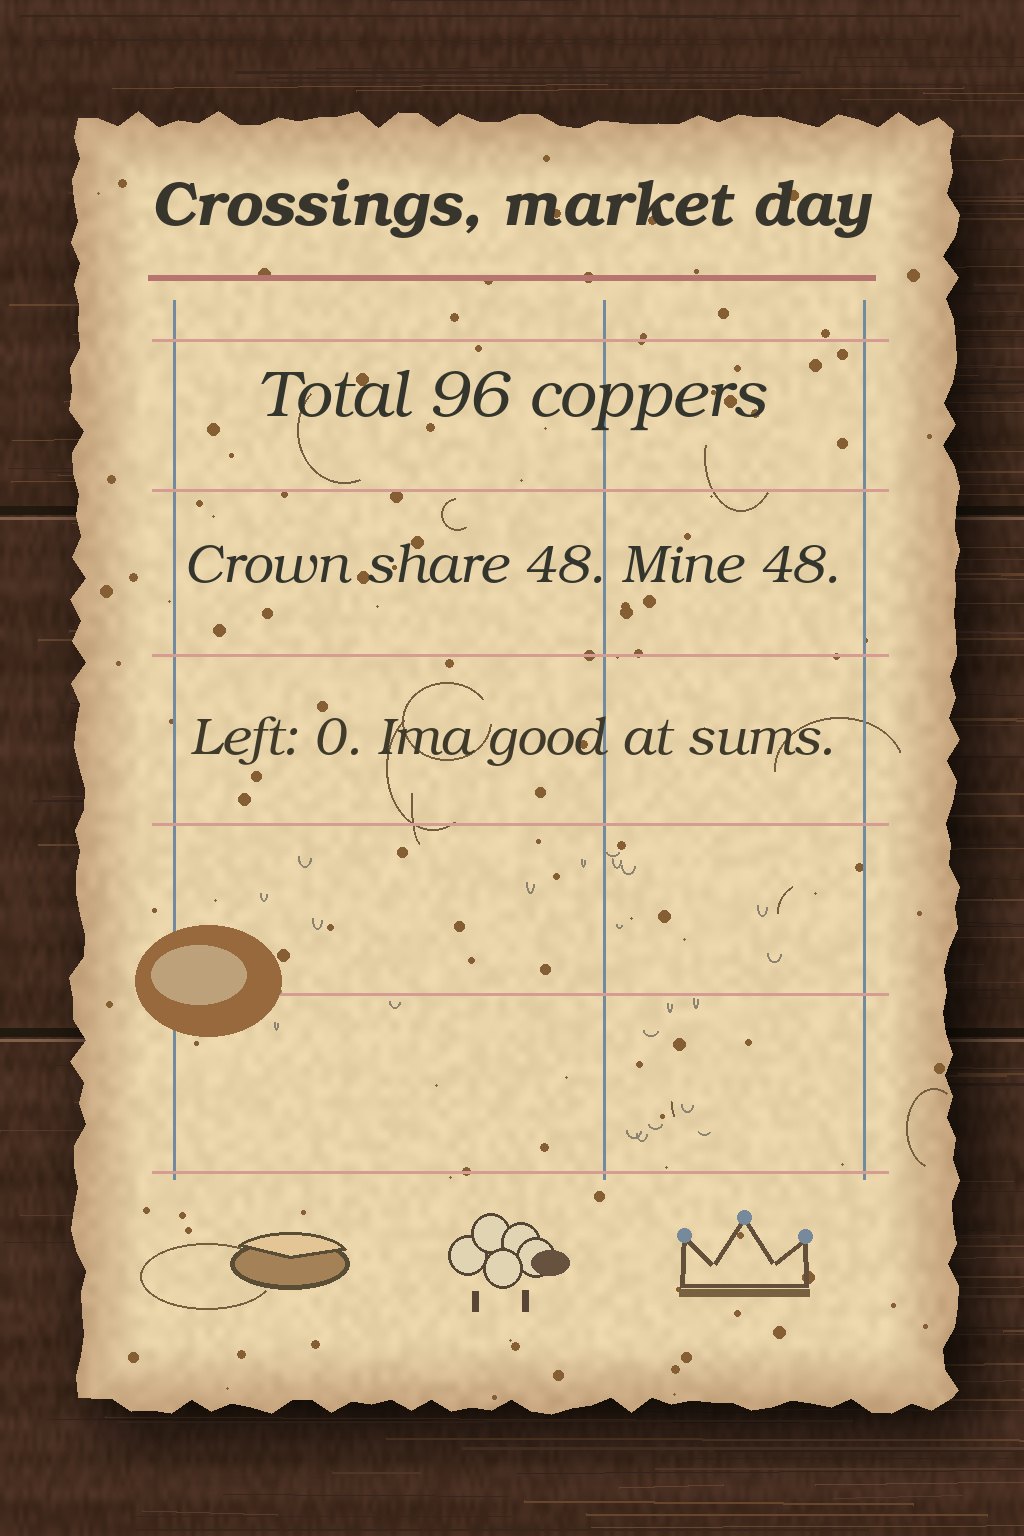 Crossings, market day
Total 96 coppers
Crown share 48. Mine 48.
Left: 0. Ima good at sums.